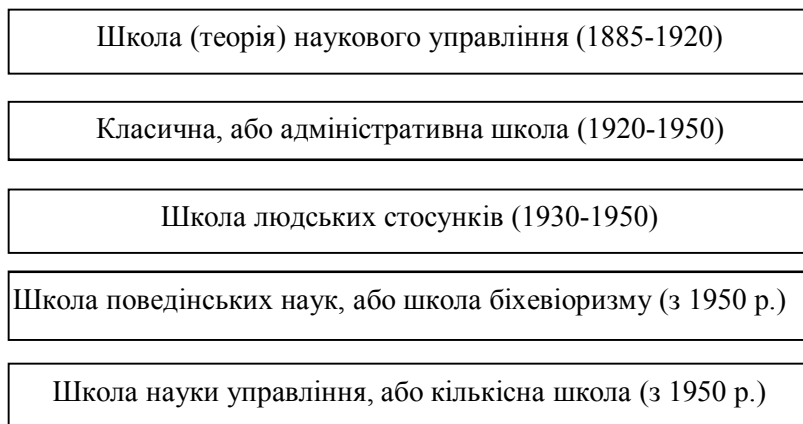 Школа (теорія) наукового управління (1885-1920)
Класична, або адміністративна школа (1920-1950)
Школа людських стосунків (1930-1950)
Школа поведінських наук, або школа біхевіоризму (з 1950 р.)
Школа науки управління, або кількісна школа (з 1950 р.)